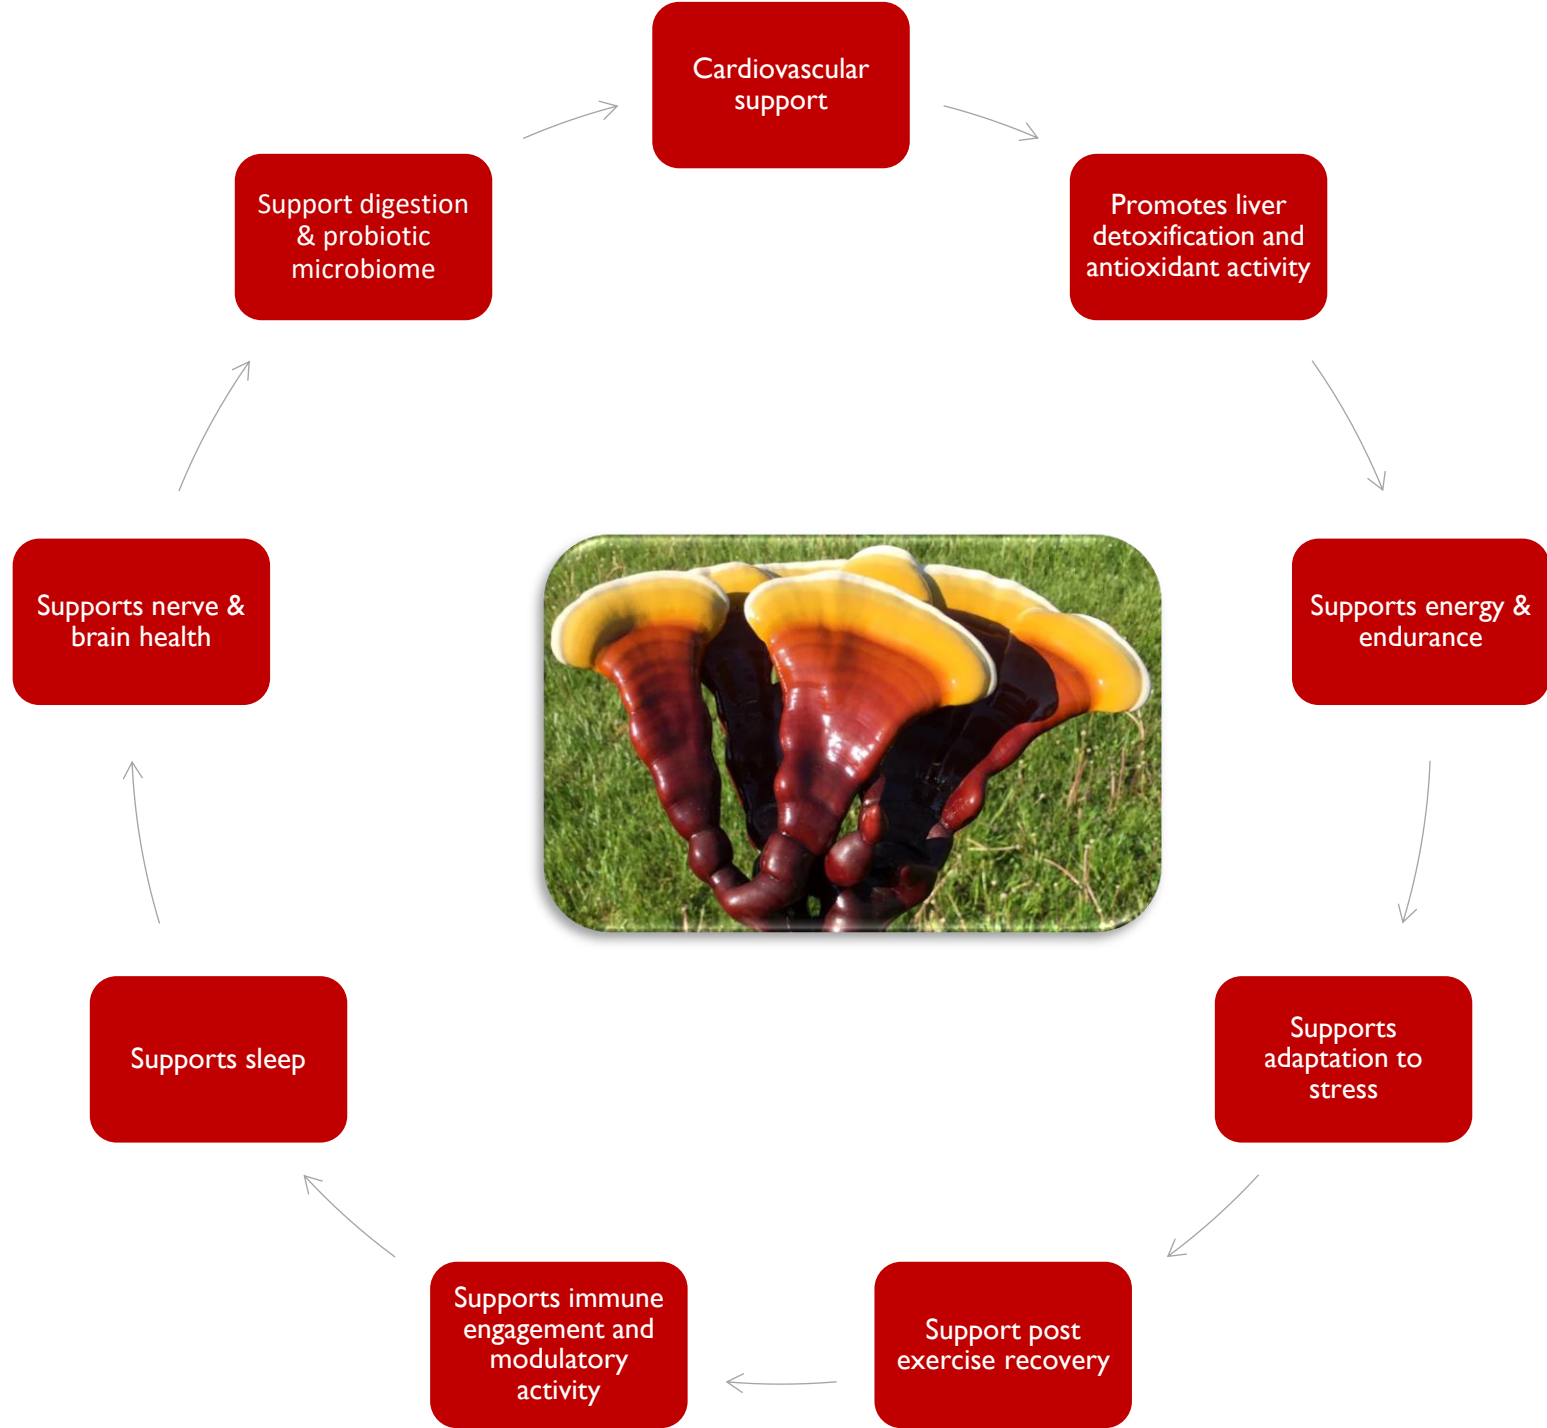 Cardiovascular
support
Promotes liver
detoxification and
antioxidant activity
Supports energy &
endurance
Supports
adaptation to
stress
Support post
exercise recovery
Supports immune
engagement and
modulatory
activity
Supports sleep
Supports nerve &
brain health
Support digestion
& probiotic
microbiome